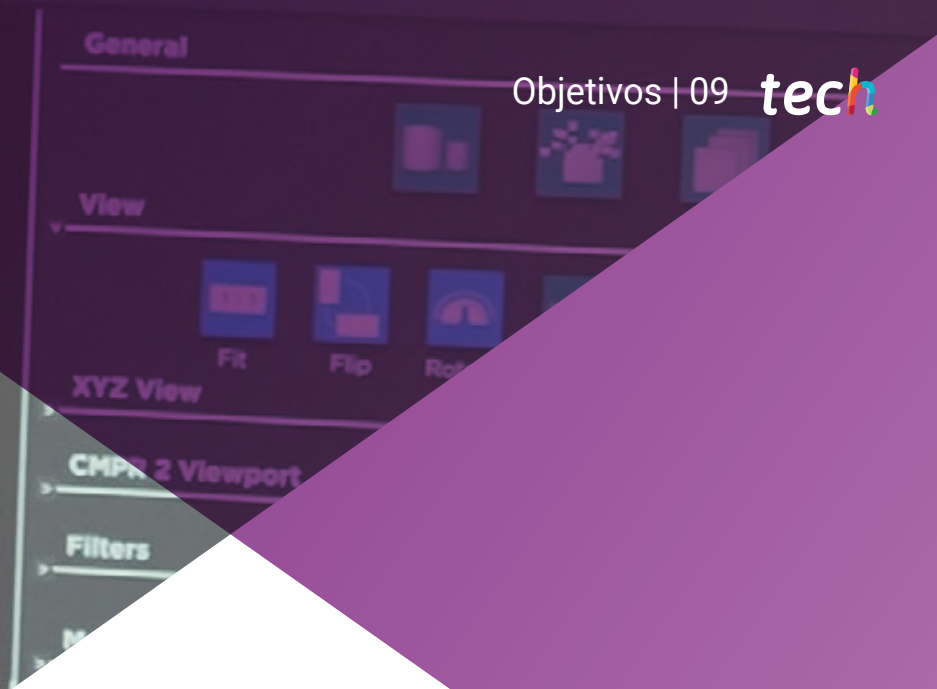 General
Objetivos | 09 tech
View
Fit Flip
XYZ View
CMPR 2 Viewport
Filters